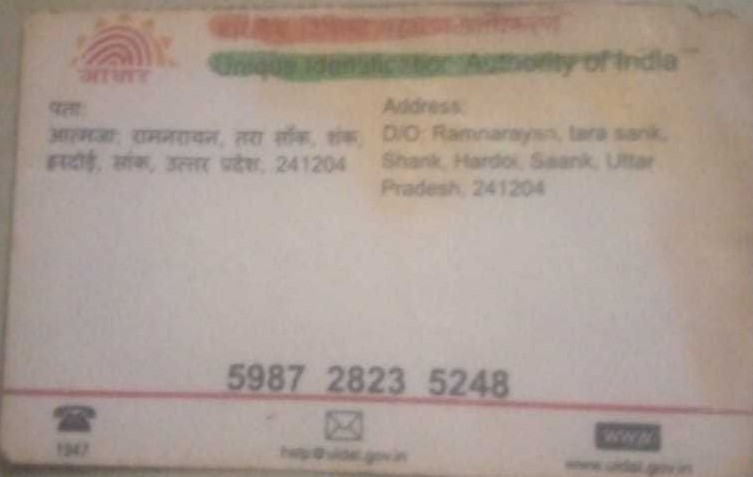 Unique Identification Authority of India
आधार
पता:
आत्मजा: रामनरायन, तरा साँक, शंक,
हरदोई, साँक, उत्तर प्रदेश, 241204
Address:
D/O: Ramnarayan, tara sank,
Shank, Hardoi, Saank, Uttar
Pradesh, 241204
5987 2823 5248
1947
help@uidai.gov.in
www
www.uidai.gov.in